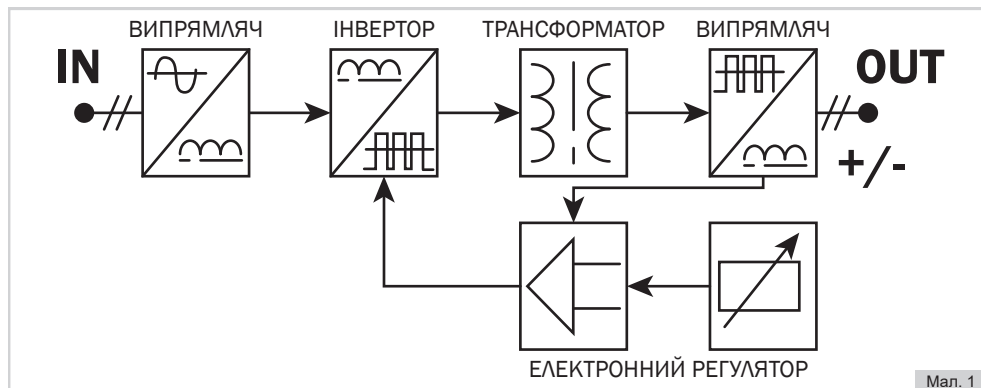 ВИПРЯМЛЯЧ ІНВЕРТОР ТРАНСФОРМАТОР ВИПРЯМЛЯЧ
IN OUT
+/-
ЕЛЕКТРОННИЙ РЕГУЛЯТОР
Мал. 1